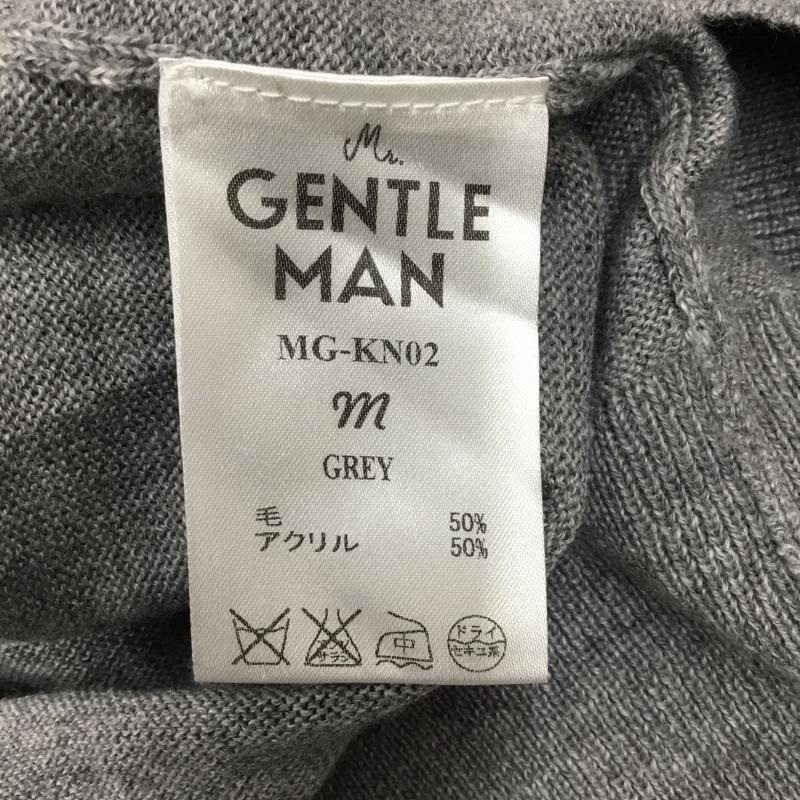 Mr.
GENTLE
MAN
MG-KN02
M
GREY
毛 50%
アクリル 50%
中
ドライ
セキユ系